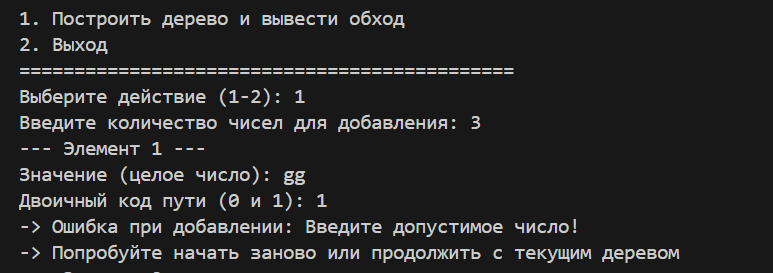 1. Построить дерево и вывести обход
2. Выход
=============================================
Выберите действие (1-2): 1
Введите количество чисел для добавления: 3
--- Элемент 1 ---
Значение (целое число): gg
Двоичный код пути (0 и 1): 1
-> Ошибка при добавлении: Введите допустимое число!
-> Попробуйте начать заново или продолжить с текущим деревом